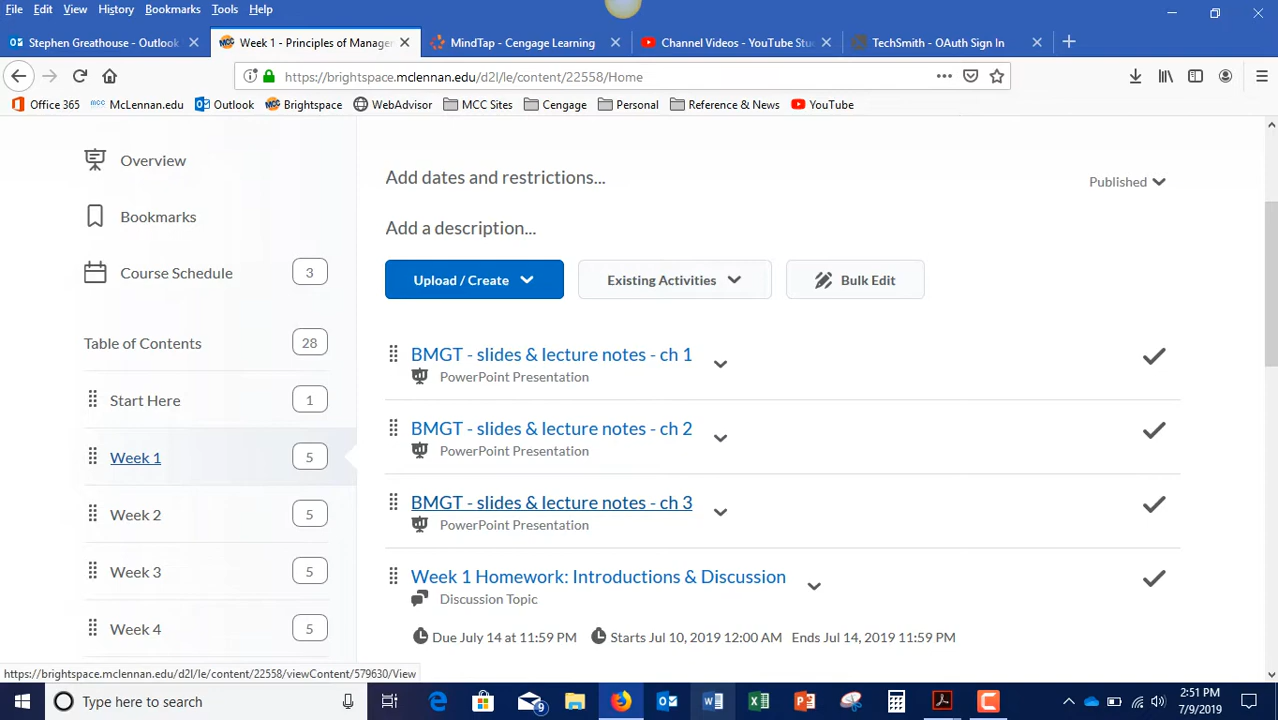 File Edit View History Bookmarks Tools Help
Stephen Greathouse - Outlook
Week 1 - Principles of Manager
MindTap - Cengage Learning
Channel Videos - YouTube Stu
TechSmith - OAuth Sign In
https://brightspace.mclennan.edu/d2l/le/content/22558/Home
Office 365 McLennan.edu Outlook Brightspace WebAdvisor MCC Sites Cengage Personal Reference & News YouTube
Overview
Bookmarks
Course Schedule 3
Table of Contents 28
Start Here 1
Week 1 5
Week 2 5
Week 3 5
Week 4 5
Add dates and restrictions...
Published
Add a description...
Upload / Create
Existing Activities
Bulk Edit
BMGT - slides & lecture notes - ch 1
PowerPoint Presentation
BMGT - slides & lecture notes - ch 2
PowerPoint Presentation
BMGT - slides & lecture notes - ch 3
PowerPoint Presentation
Week 1 Homework: Introductions & Discussion
Discussion Topic
Due July 14 at 11:59 PM Starts Jul 10, 2019 12:00 AM Ends Jul 14, 2019 11:59 PM
https://brightspace.mclennan.edu/d2l/le/content/22558/viewContent/579630/View
Type here to search
9
2:51 PM
7/9/2019